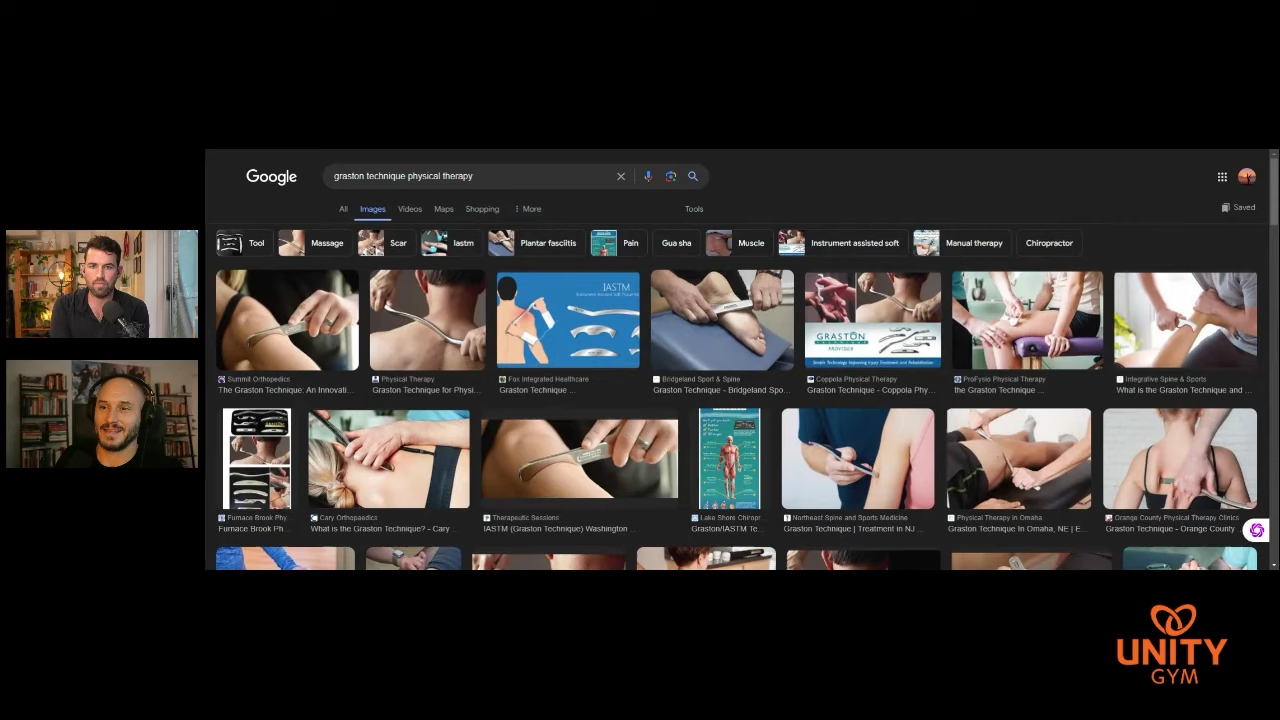 Google
graston technique physical therapy
All Images Videos Maps Shopping More Tools
Saved
Tool Massage Scar Iastm Plantar fasciitis Pain Gua sha Muscle Instrument assisted soft Manual therapy Chiropractor
IASTM
GRASTON
TECHNIQUE
PROVIDER
Summit Orthopedics
The Graston Technique: An Innovati...
Physical Therapy
Graston Technique for Physi...
Fox Integrated Healthcare
Graston Technique ...
Bridgeland Sport & Spine
Graston Technique - Bridgeland Spo...
Coppola Physical Therapy
Graston Technique - Coppola Phy...
ProFysio Physical Therapy
the Graston Technique ...
Integrative Spine & Sports
What is the Graston Technique and ...
Furnace Brook Phy...
Furnace Brook Ph...
Cary Orthopaedics
What is the Graston Technique? - Cary ...
Therapeutic Sessions
IASTM (Graston Technique) Washington ...
Lake Shore Chiropr...
Graston/IASTM Te...
Northeast Spine and Sports Medicine
Graston Technique | Treatment in NJ ...
Physical Therapy in Omaha
Graston Technique In Omaha, NE | E...
Orange County Physical Therapy Clinics
Graston Technique - Orange County
UNITY
GYM